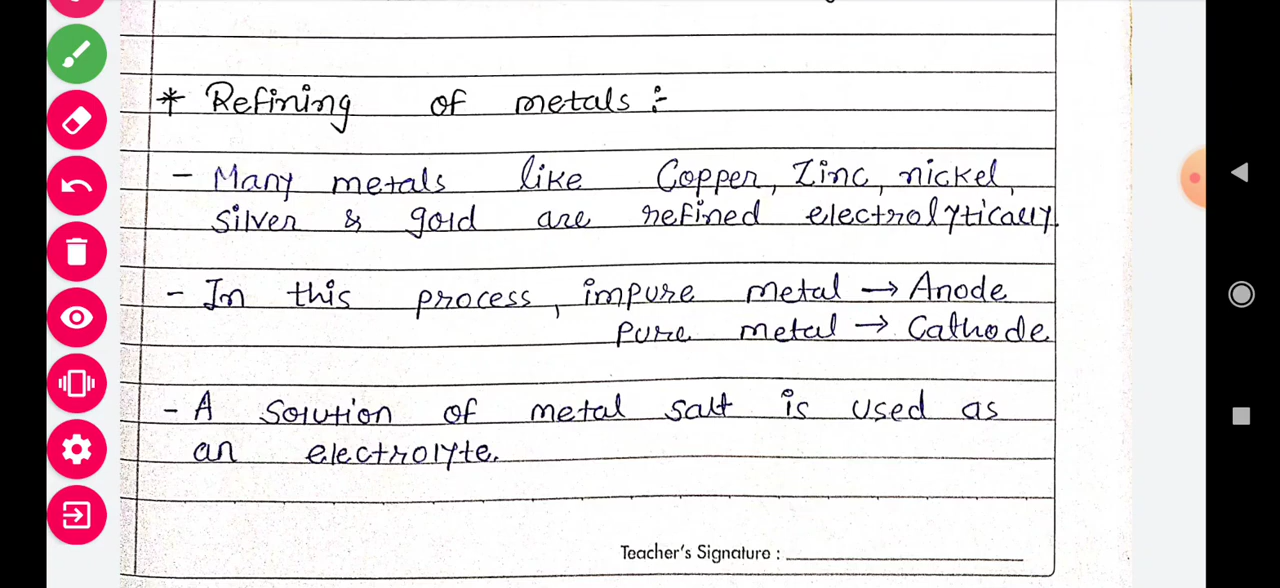 * Refining of metals :-
- Many metals like Copper, Zinc, nickel,
silver & gold are refined electrolytically.
- In this process, impure metal → Anode
pure metal → Cathode
- A solution of metal salt is used as
an electrolyte.
Teacher's Signature :